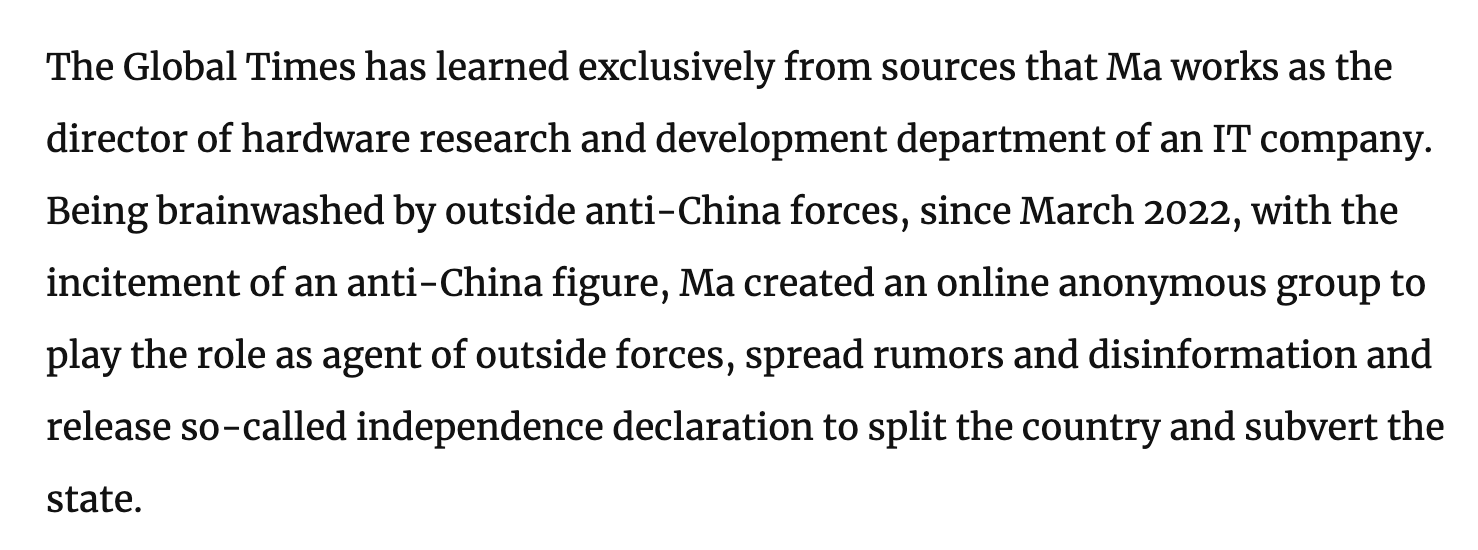 The Global Times has learned exclusively from sources that Ma works as the
director of hardware research and development department of an IT company.
Being brainwashed by outside anti-China forces, since March 2022, with the
incitement of an anti-China figure, Ma created an online anonymous group to
play the role as agent of outside forces, spread rumors and disinformation and
release so-called independence declaration to split the country and subvert the
state.